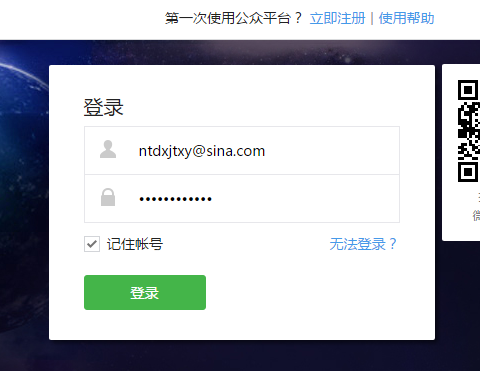 第一次使用公众平台？ 立即注册 | 使用帮助
登录
ntdxjtxy@sina.com
••••••••••••
记住帐号 无法登录？
登录
微